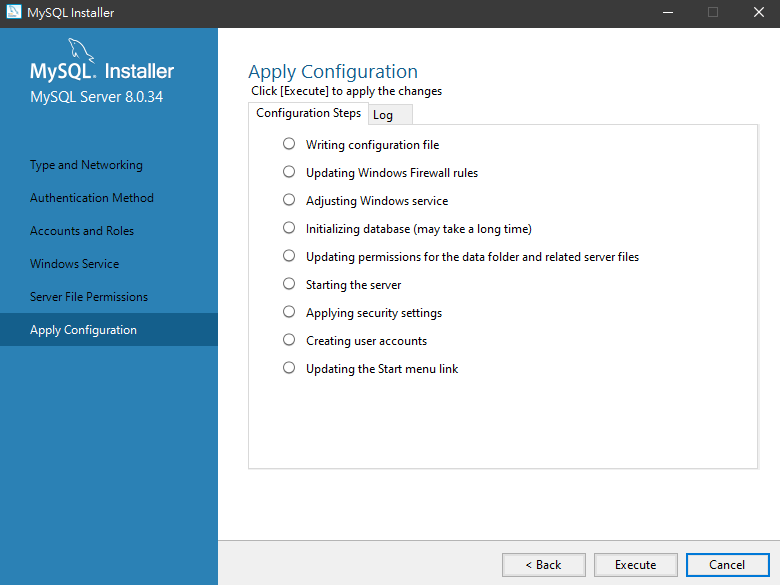 MySQL Installer
MySQL. Installer
MySQL Server 8.0.34
Type and Networking
Authentication Method
Accounts and Roles
Windows Service
Server File Permissions
Apply Configuration
Apply Configuration
Click [Execute] to apply the changes
Configuration Steps
Log
Writing configuration file
Updating Windows Firewall rules
Adjusting Windows service
Initializing database (may take a long time)
Updating permissions for the data folder and related server files
Starting the server
Applying security settings
Creating user accounts
Updating the Start menu link
< Back
Execute
Cancel